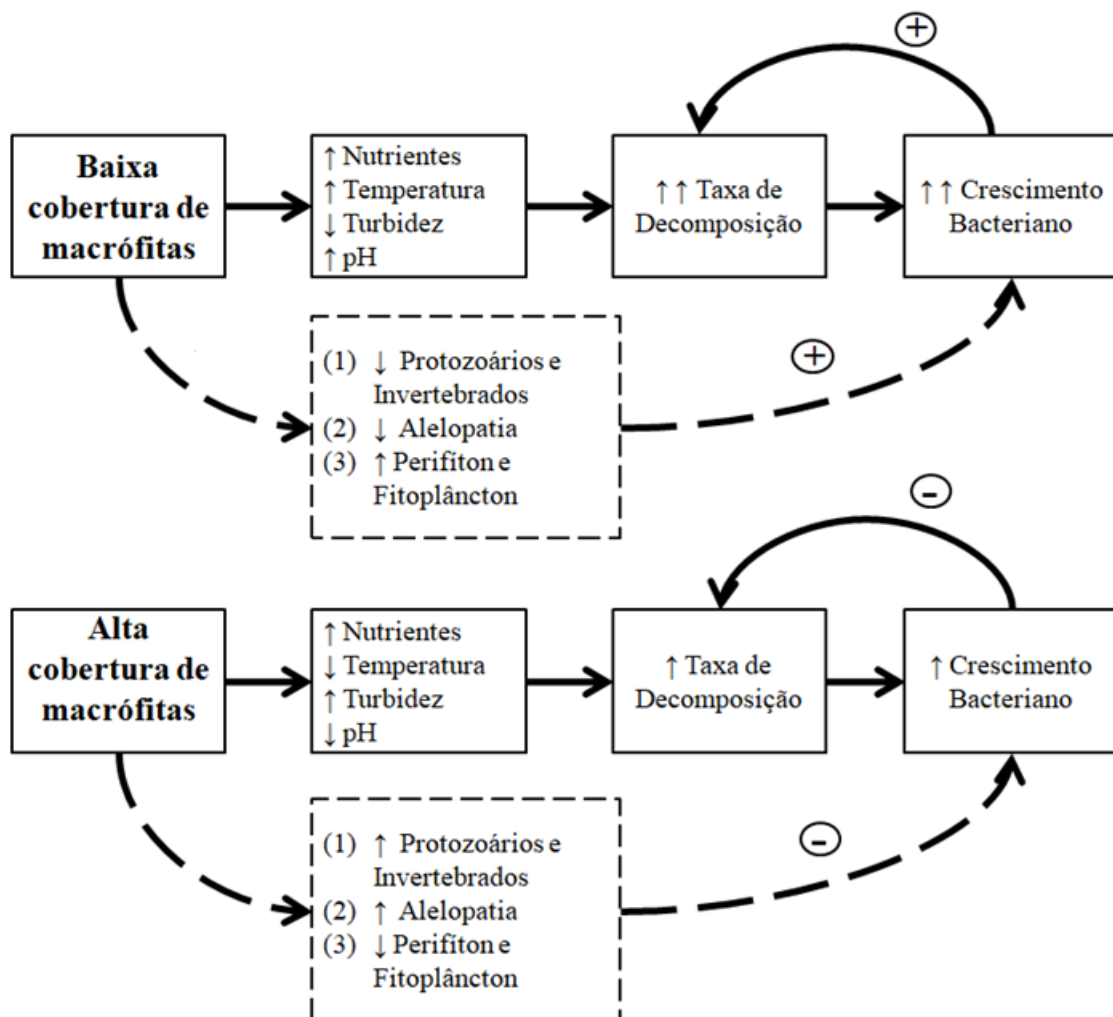 +
Baixa
cobertura de
macrófitas
↑ Nutrientes
↑ Temperatura
↓ Turbidez
↑ pH
↑ ↑ Taxa de
Decomposição
↑ ↑ Crescimento
Bacteriano
(1) ↓ Protozoários e
Invertebrados
(2) ↓ Alelopatia
(3) ↑ Perifíton e
Fitoplâncton
+
-
Alta
cobertura de
macrófitas
↑ Nutrientes
↓ Temperatura
↑ Turbidez
↓ pH
↑ Taxa de
Decomposição
↑ Crescimento
Bacteriano
(1) ↑ Protozoários e
Invertebrados
(2) ↑ Alelopatia
(3) ↓ Perifíton e
Fitoplâncton
-